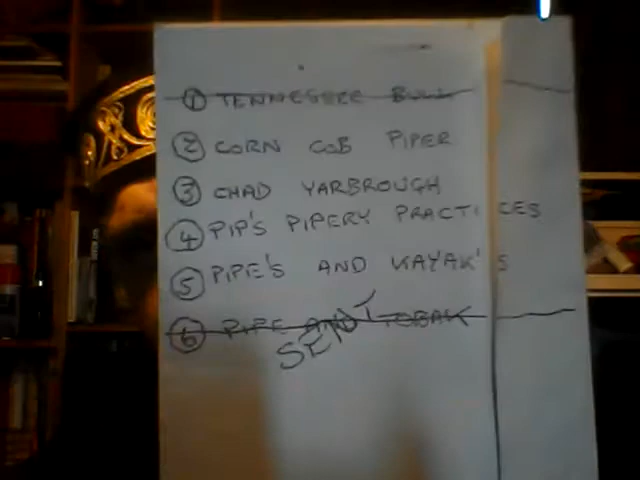 ① TENNESSEE BULL
② CORN COB PIPER
③ CHAD YARBROUGH
④ PIP'S PIPERY PRACTICES
⑤ PIPE'S AND KAYAK'S
⑥ PIPE AND TOBAK
SENT